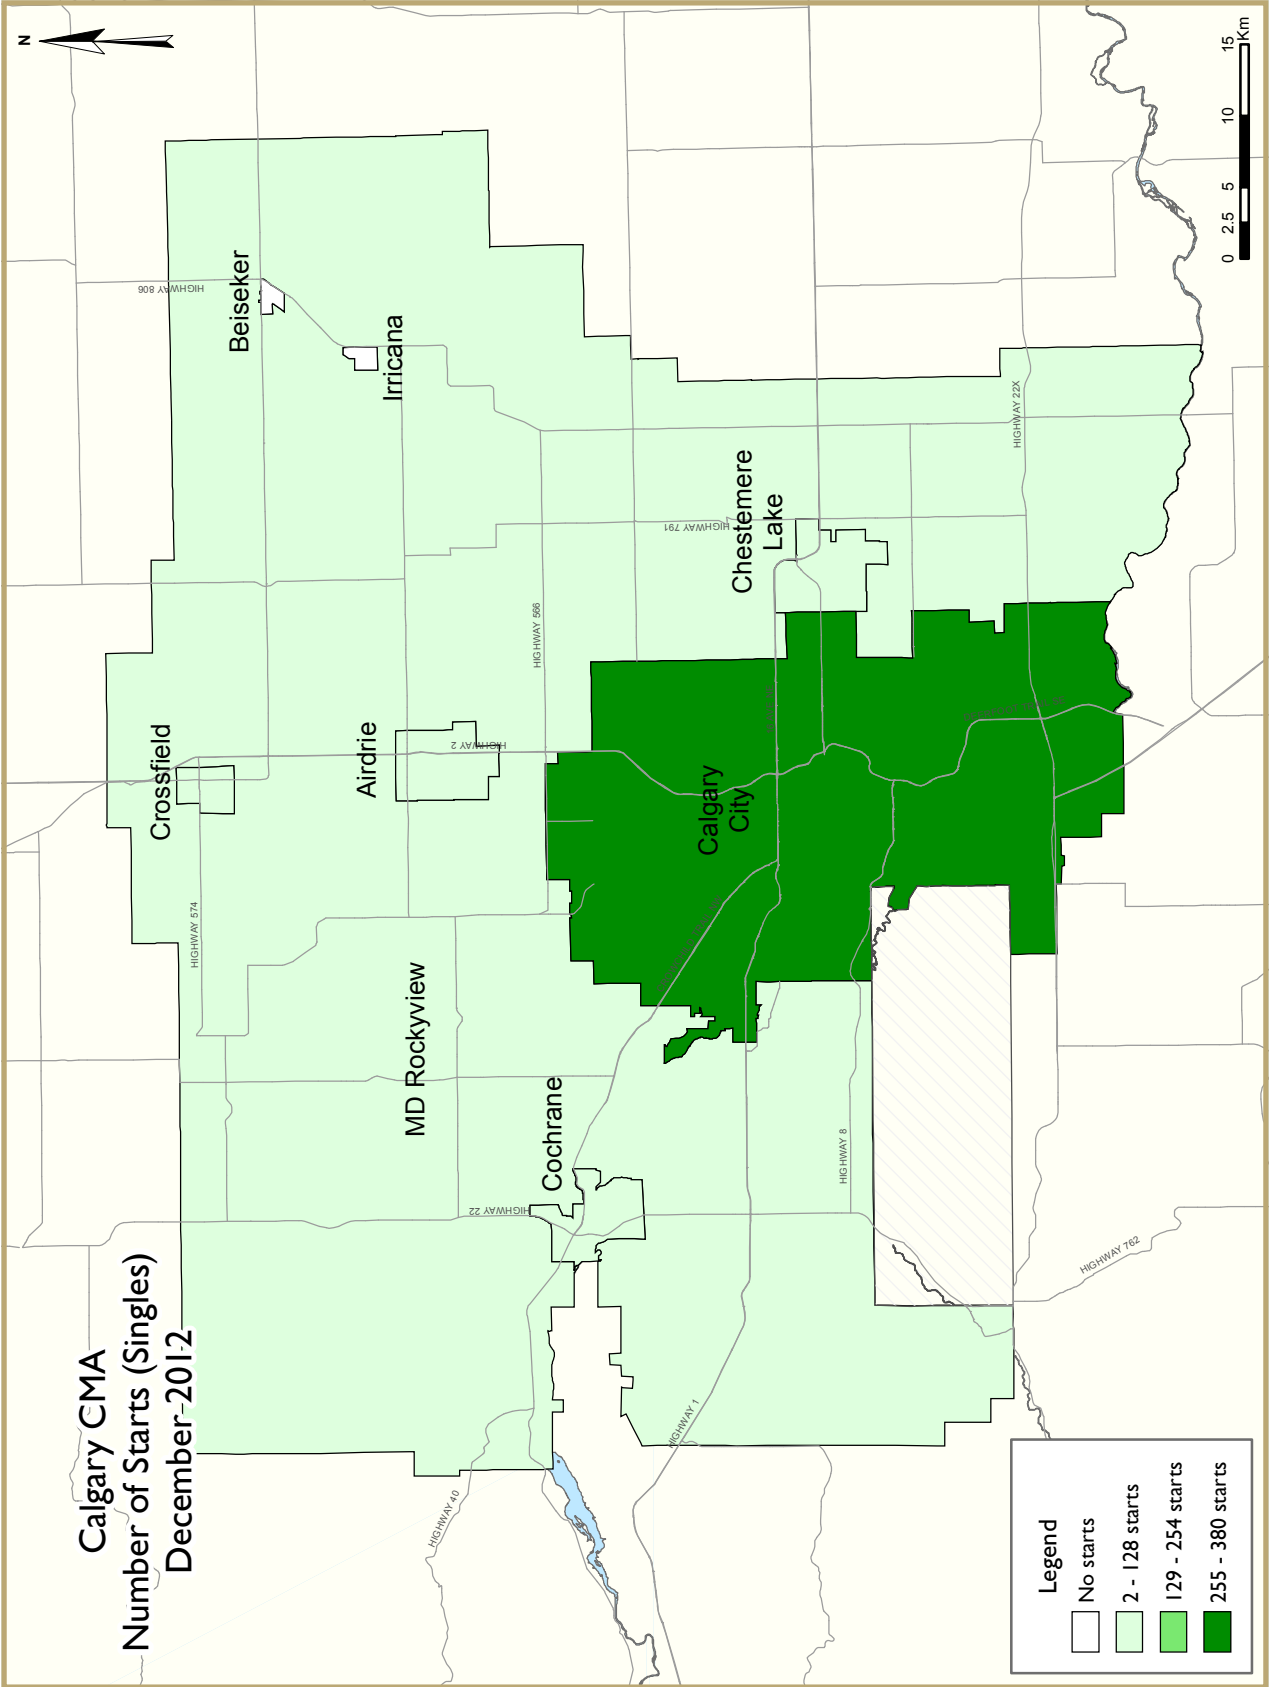 Calgary CMA
Number of Starts (Singles)
December 2012
N
HIGHWAY 806
Beiseker
Irricana
Crossfield
HIGHWAY 574
Airdrie
HIGHWAY 2
HIGHWAY 566
MD Rockyview
Cochrane
HIGHWAY 22
HIGHWAY 40
HIGHWAY 791
Chestemere
Lake
Calgary
City
HIGHWAY 1
HIGHWAY 8
HIGHWAY 22X
HIGHWAY 762
Legend
No starts
2 - 128 starts
129 - 254 starts
255 - 380 starts
0 2.5 5 10 15
Km